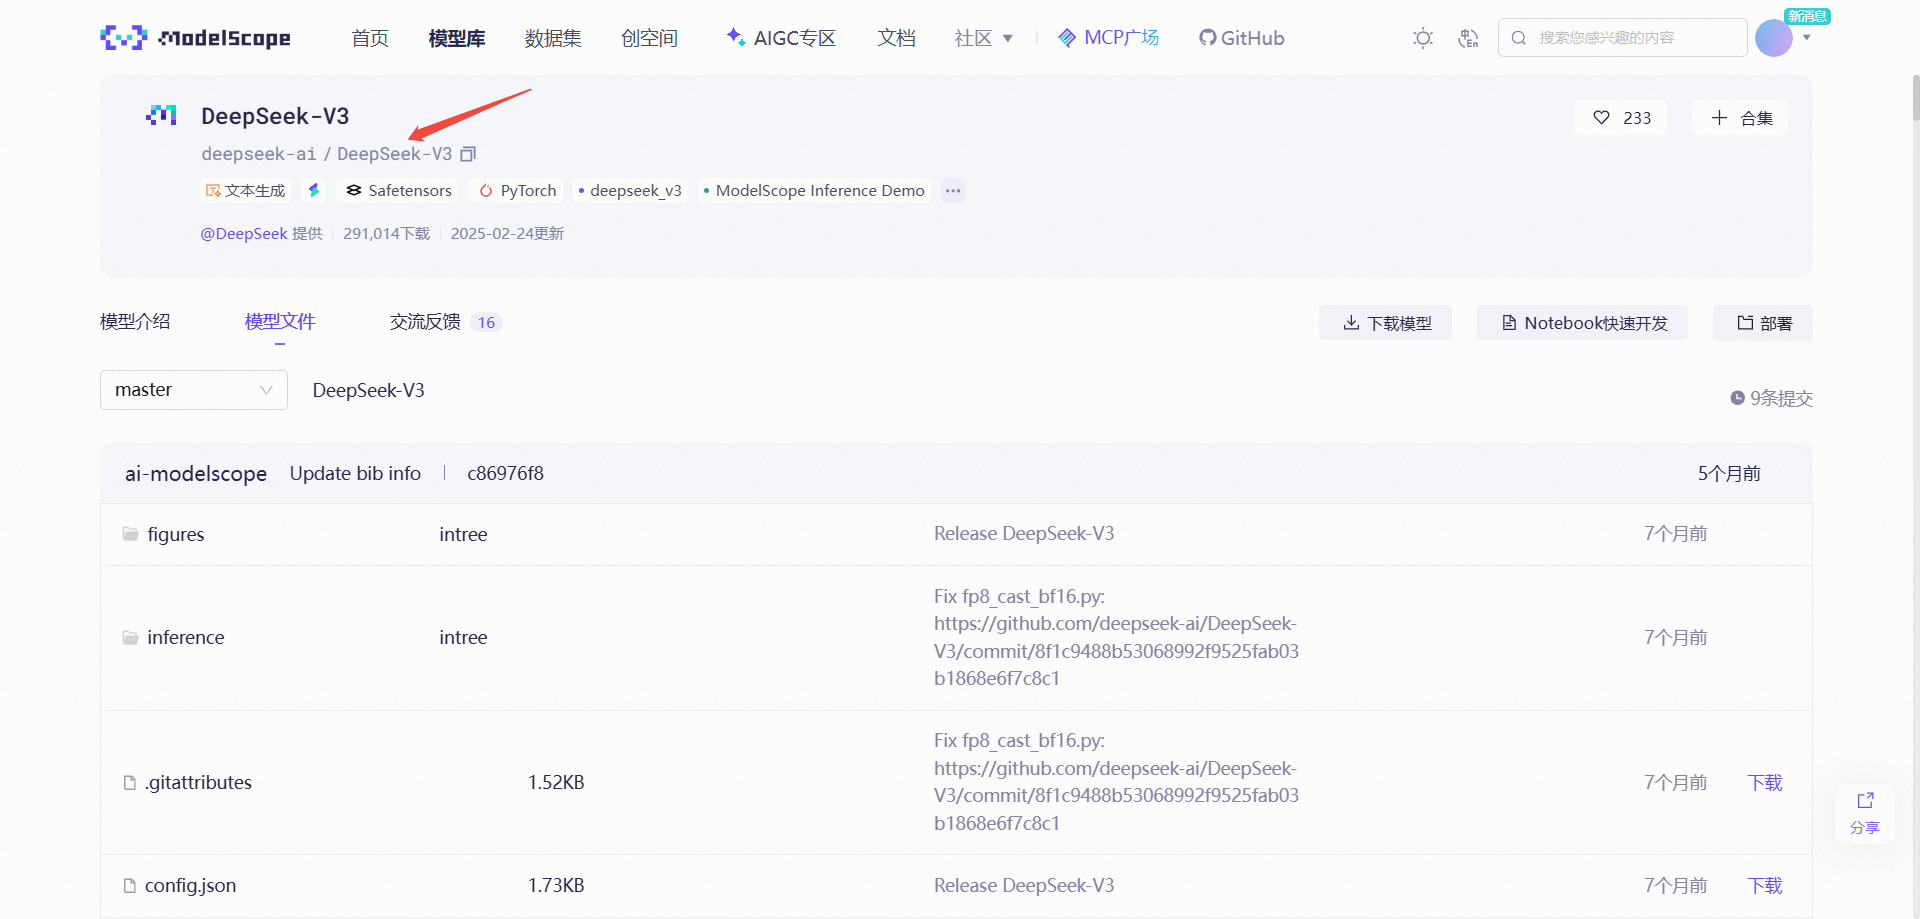 ModelScope 首页 模型库 数据集 创空间 AIGC专区 文档 社区 MCP广场 GitHub 搜索您感兴趣的内容 新消息
DeepSeek-V3
233 合集
deepseek-ai / DeepSeek-V3
文本生成 Safetensors PyTorch deepseek_v3 ModelScope Inference Demo ...
@DeepSeek 提供 291,014下载 2025-02-24更新
模型介绍 模型文件 交流反馈 16 下载模型 Notebook快速开发 部署
master DeepSeek-V3 9条提交
ai-modelscope Update bib info c86976f8 5个月前
figures intree Release DeepSeek-V3 7个月前
Fix fp8_cast_bf16.py:
https://github.com/deepseek-ai/DeepSeek-
inference intree V3/commit/8f1c9488b53068992f9525fab03 7个月前
b1868e6f7c8c1
Fix fp8_cast_bf16.py:
https://github.com/deepseek-ai/DeepSeek-
.gitattributes 1.52KB V3/commit/8f1c9488b53068992f9525fab03 7个月前 下载
b1868e6f7c8c1
分享
config.json 1.73KB Release DeepSeek-V3 7个月前 下载